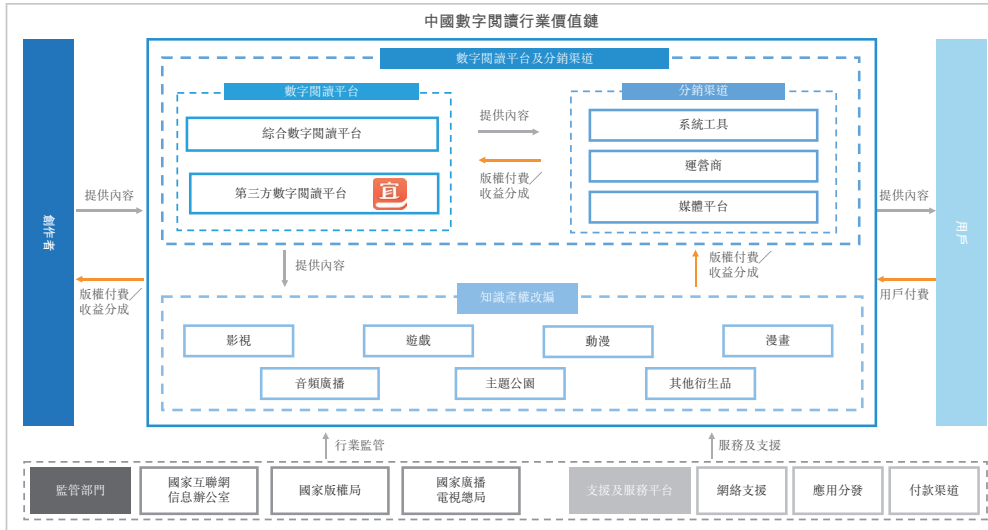 中國數字閱讀行業價值鏈
創作者
提供內容
版權付費／
收益分成
數字閱讀平台及分銷渠道
數字閱讀平台
綜合數字閱讀平台
第三方數字閱讀平台
宜
提供內容
版權付費／
收益分成
分銷渠道
系統工具
運營商
媒體平台
提供內容
版權付費／
收益分成
知識產權改編
影視
遊戲
動漫
漫畫
音頻廣播
主題公園
其他衍生品
提供內容
用戶付費
用戶
行業監管
服務及支援
監管部門
國家互聯網
信息辦公室
國家版權局
國家廣播
電視總局
支援及服務平台
網絡支援
應用分發
付款渠道